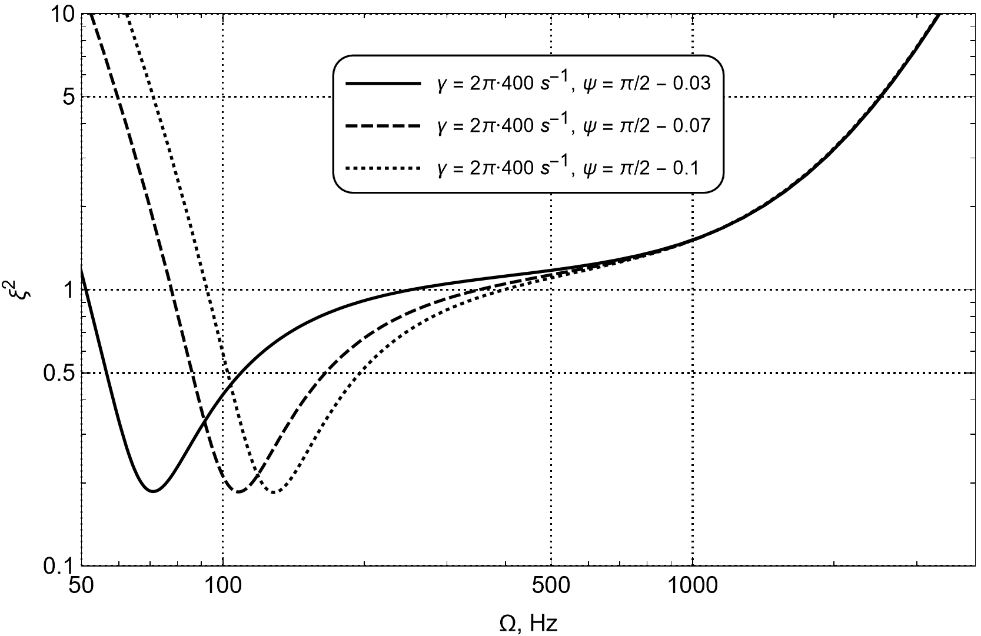 10
5
1
0.5
0.1
ξ²
γ = 2π·400 s⁻¹, ψ = π/2 − 0.03
γ = 2π·400 s⁻¹, ψ = π/2 − 0.07
γ = 2π·400 s⁻¹, ψ = π/2 − 0.1
50 100 500 1000
Ω, Hz